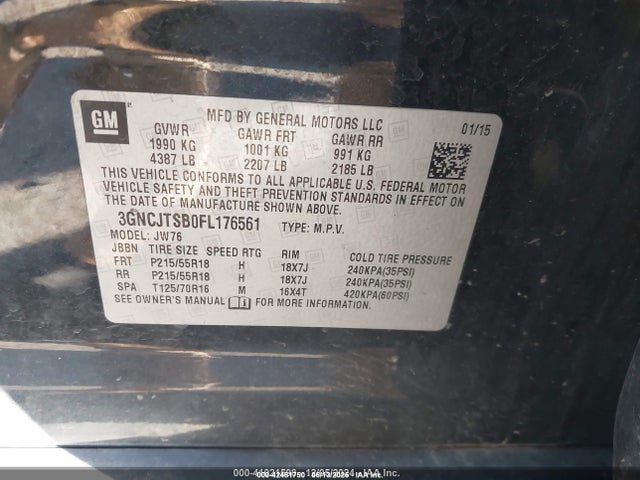 GM
MFD BY GENERAL MOTORS LLC 01/15
GVWR GAWR FRT GAWR RR
1990 KG 1001 KG 991 KG
4387 LB 2207 LB 2185 LB
THIS VEHICLE CONFORMS TO ALL APPLICABLE U.S. FEDERAL MOTOR
VEHICLE SAFETY AND THEFT PREVENTION STANDARDS IN EFFECT ON
THE DATE OF MANUFACTURE SHOWN ABOVE.
3GNCJTSB0FL176561 TYPE: M.P.V.
MODEL: JW76
JBBN TIRE SIZE SPEED RTG RIM COLD TIRE PRESSURE
FRT P215/55R18 H 18X7J 240KPA(35PSI)
RR P215/55R18 H 18X7J 240KPA(35PSI)
SPA T125/70R16 M 16X4T 420KPA(60PSI)
SEE OWNER'S MANUAL FOR MORE INFORMATION.